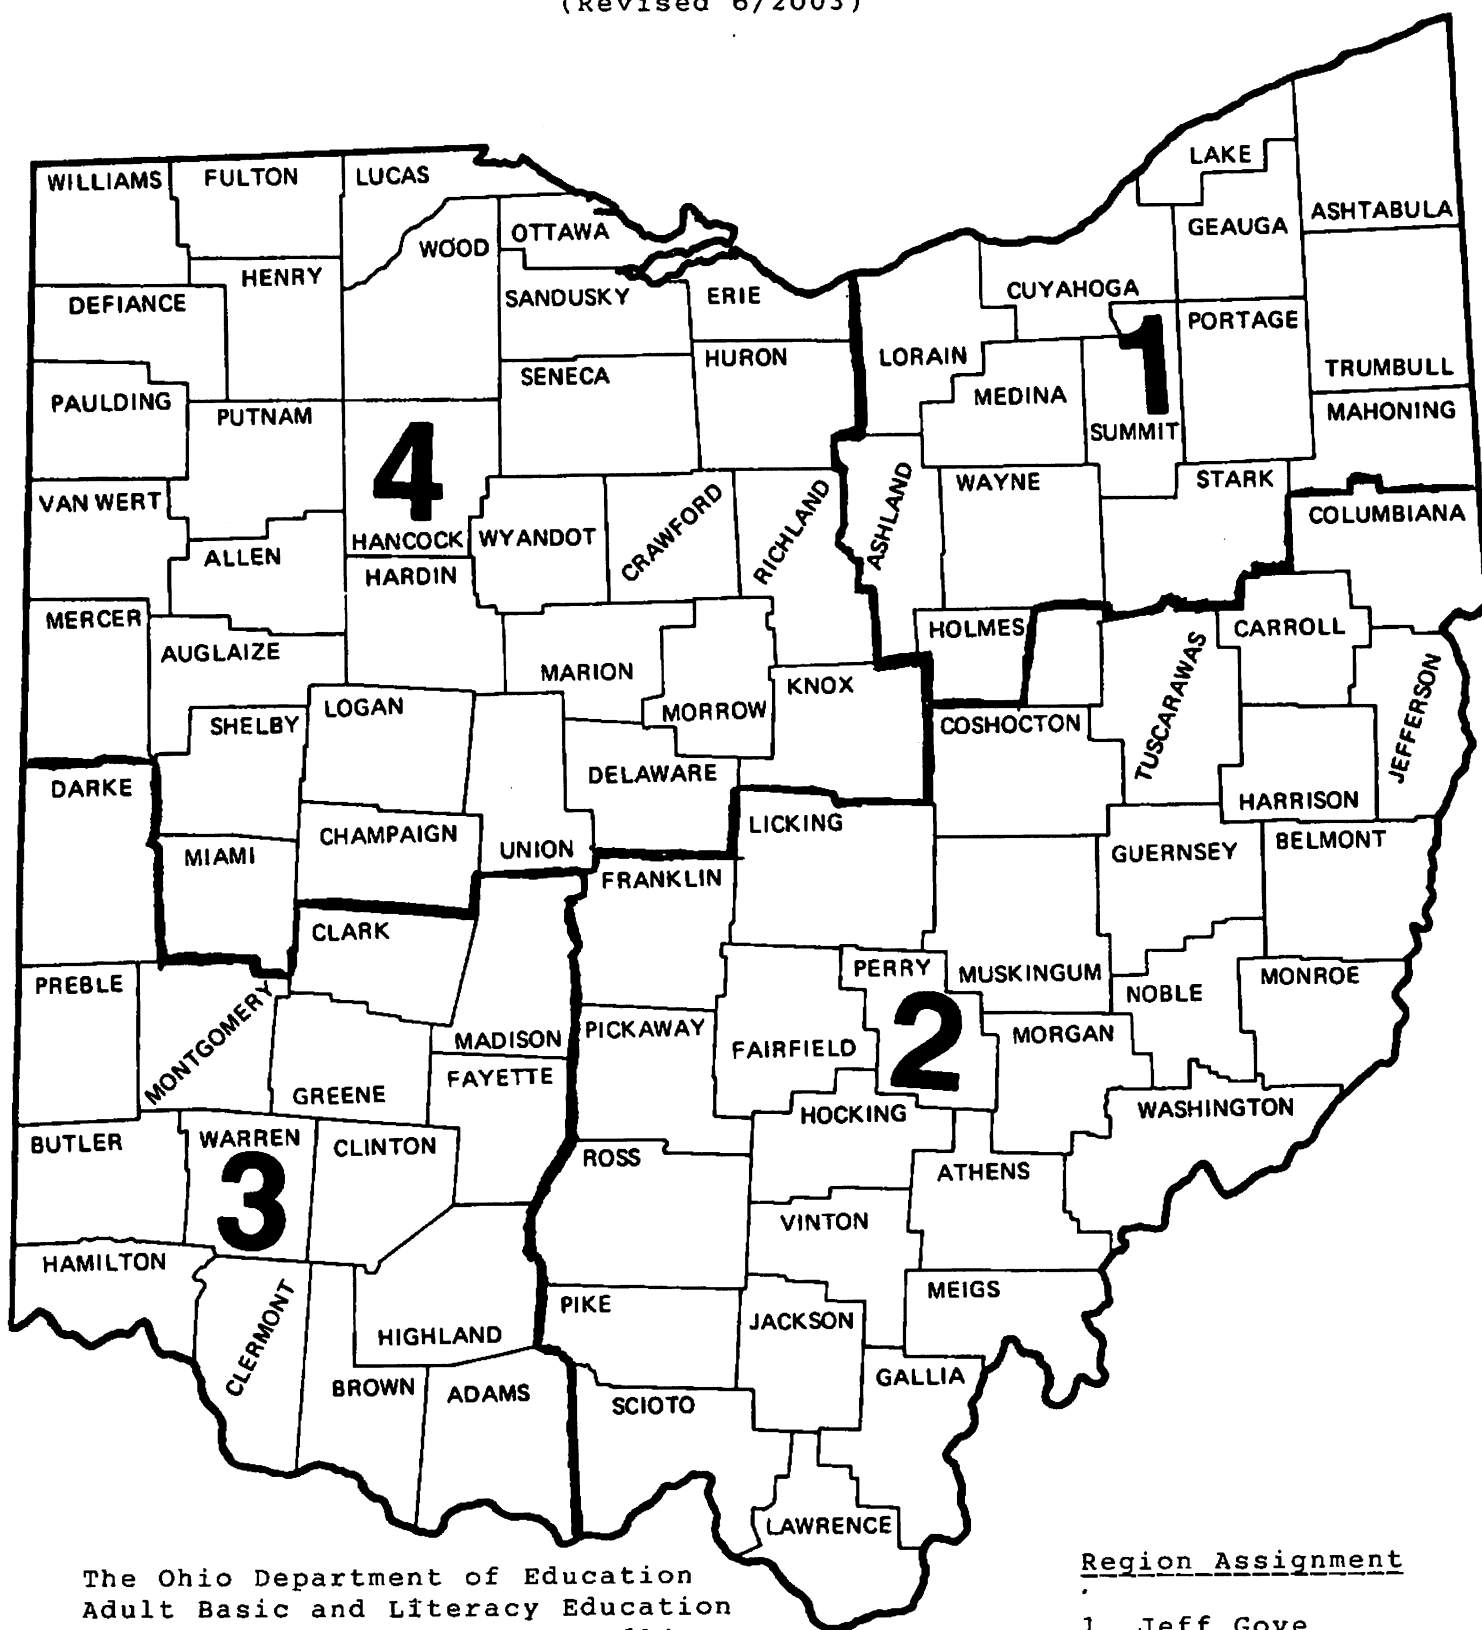 (Revised 6/2003)
LAKE
WILLIAMS FULTON LUCAS
ASHTABULA
GEAUGA
OTTAWA
WOOD
HENRY
CUYAHOGA
SANDUSKY ERIE
DEFIANCE
PORTAGE
1
LORAIN
HURON
TRUMBULL
SENECA
MEDINA
PAULDING
MAHONING
PUTNAM
SUMMIT
4
STARK
WAYNE
VAN WERT
COLUMBIANA
ASHLAND
RICHLAND
CRAWFORD
HANCOCK WYANDOT
ALLEN
HARDIN
MERCER
HOLMES
CARROLL
AUGLAIZE
MARION
KNOX
TUSCARAWAS
JEFFERSON
LOGAN
MORROW
SHELBY
COSHOCTON
DELAWARE
DARKE
HARRISON
LICKING
CHAMPAIGN
BELMONT
UNION
GUERNSEY
MIAMI
FRANKLIN
CLARK
PERRY
MUSKINGUM
MONROE
PREBLE
NOBLE
2
PICKAWAY
MORGAN
MADISON
MONTGOMERY
FAIRFIELD
FAYETTE
GREENE
WASHINGTON
HOCKING
BUTLER WARREN CLINTON
ROSS
ATHENS
3
VINTON
HAMILTON
MEIGS
PIKE
JACKSON
CLERMONT
HIGHLAND
GALLIA
BROWN ADAMS
SCIOTO
LAWRENCE
The Ohio Department of Education
Adult Basic and Literacy Education
Region Assignment
1 Jeff Gove